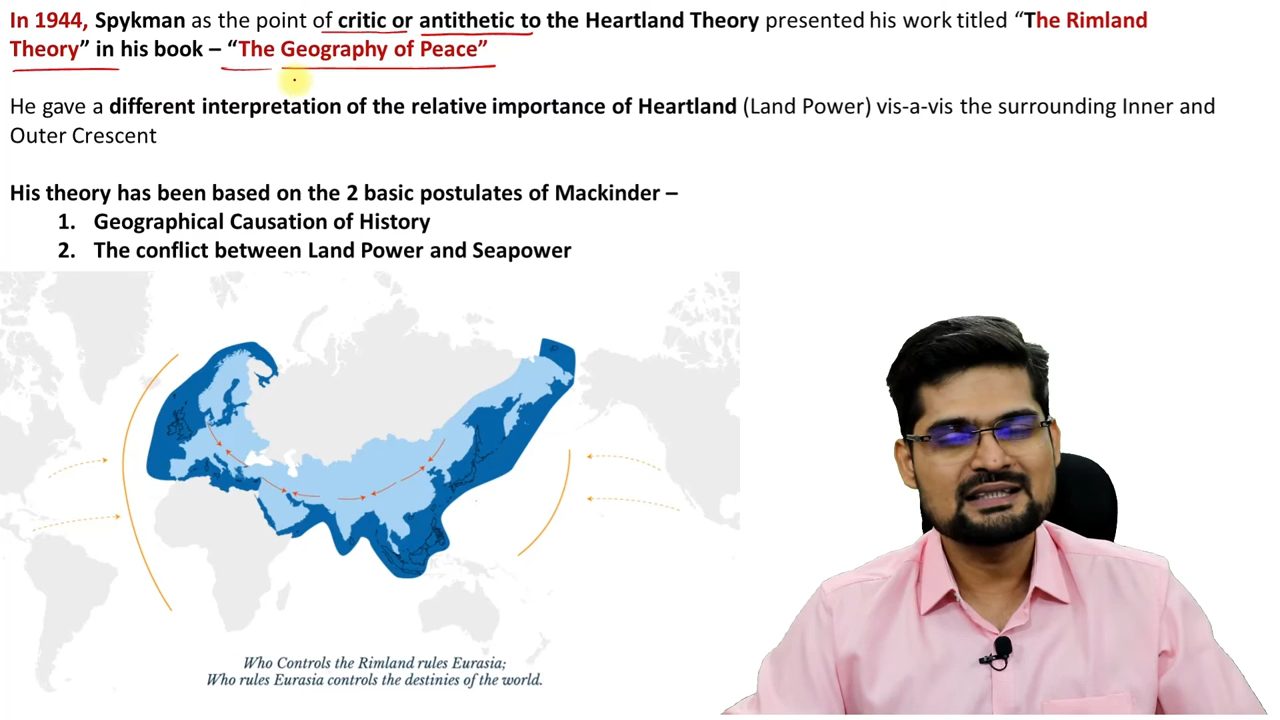 In 1944, Spykman as the point of critic or antithetic to the Heartland Theory presented his work titled “The Rimland
Theory” in his book – “The Geography of Peace”
He gave a different interpretation of the relative importance of Heartland (Land Power) vis-a-vis the surrounding Inner and
Outer Crescent
His theory has been based on the 2 basic postulates of Mackinder –
1. Geographical Causation of History
2. The conflict between Land Power and Seapower
Who Controls the Rimland rules Eurasia;
Who rules Eurasia controls the destinies of the world.